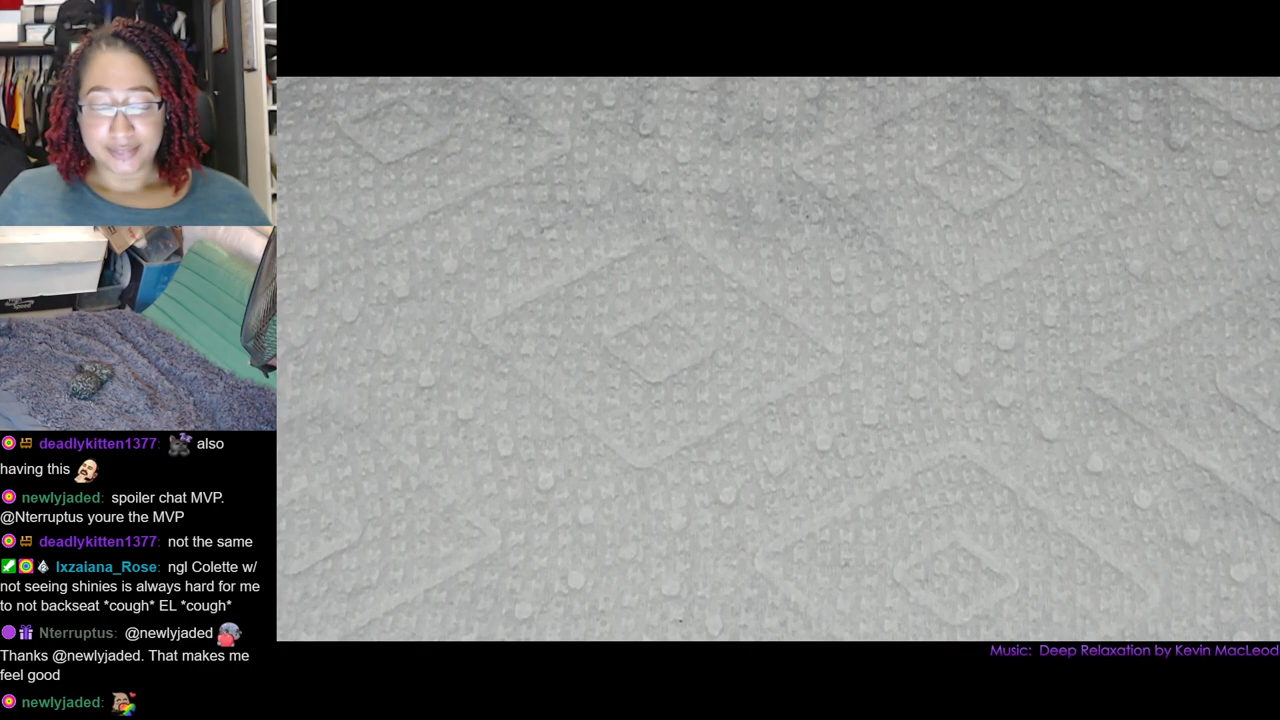 deadlykitten1377: also
having this
newlyjaded: spoiler chat MVP.
@Nterruptus youre the MVP
deadlykitten1377: not the same
Ixzaiana_Rose: ngl Colette w/
not seeing shinies is always hard for me
to not backseat *cough* EL *cough*
Nterruptus: @newlyjaded
Thanks @newlyjaded. That makes me
feel good
newlyjaded:
Music: Deep Relaxation by Kevin MacLeod